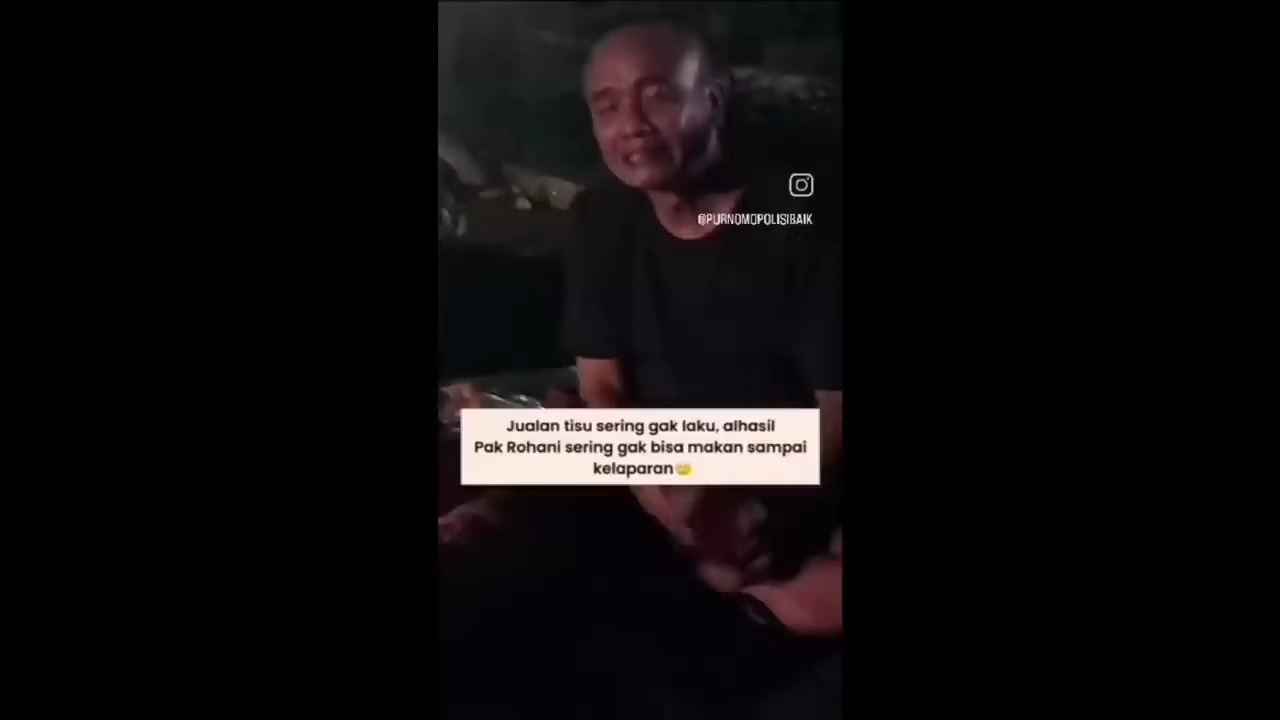 @PURNOMOPOLISIBAIK
Jualan tisu sering gak laku, alhasil
Pak Rohani sering gak bisa makan sampai
kelaparan😢